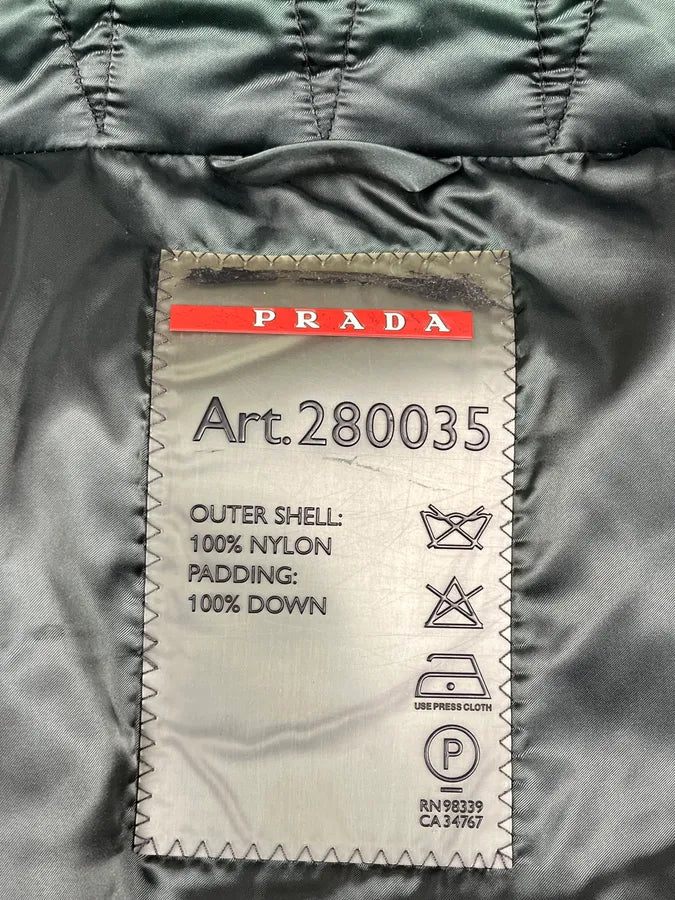 PRADA
Art. 280035
OUTER SHELL:
100% NYLON
PADDING:
100% DOWN
USE PRESS CLOTH
P
RN 98339
CA 34767